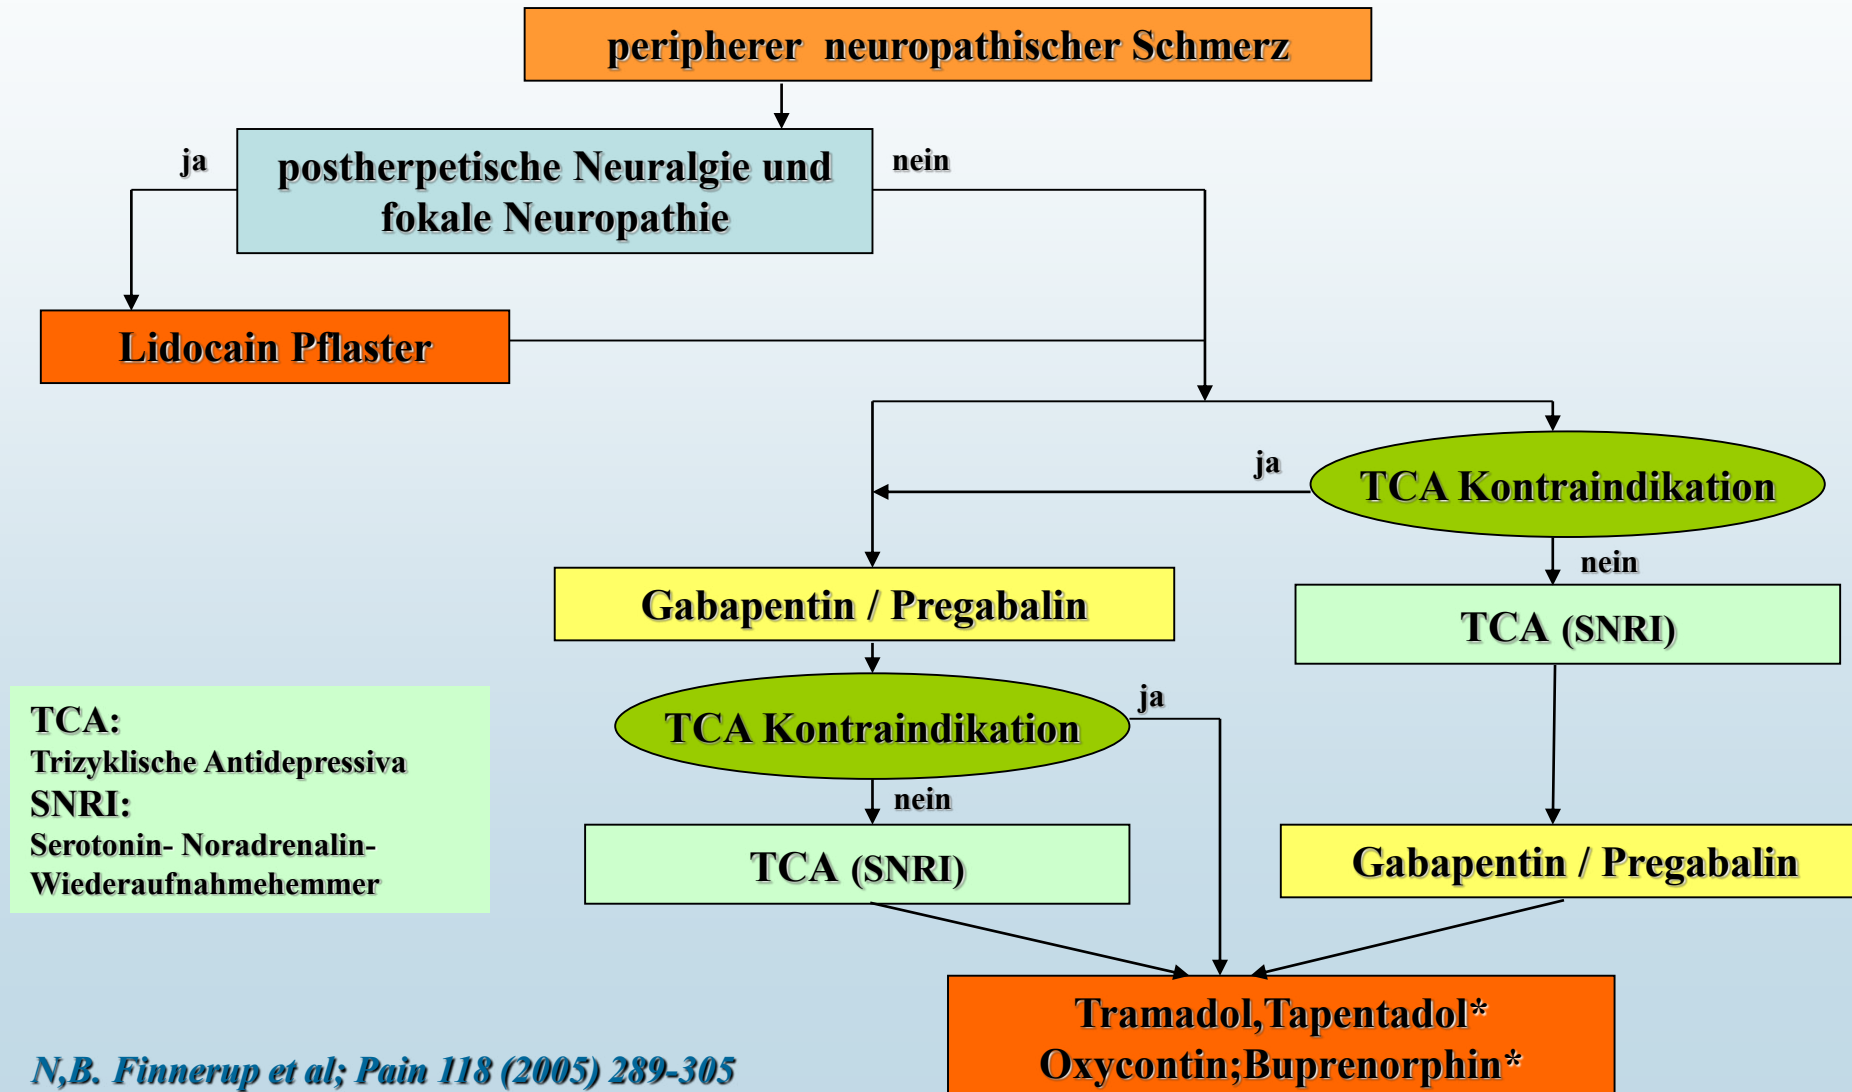 peripherer neuropathischer Schmerz
ja
postherpetische Neuralgie und
fokale Neuropathie
nein
Lidocain Pflaster
ja
TCA Kontraindikation
nein
Gabapentin / Pregabalin
TCA (SNRI)
TCA Kontraindikation
ja
nein
TCA (SNRI)
Gabapentin / Pregabalin
TCA:
Trizyklische Antidepressiva
SNRI:
Serotonin- Noradrenalin-
Wiederaufnahmehemmer
Tramadol,Tapentadol*
Oxycontin;Buprenorphin*
N,B. Finnerup et al; Pain 118 (2005) 289-305